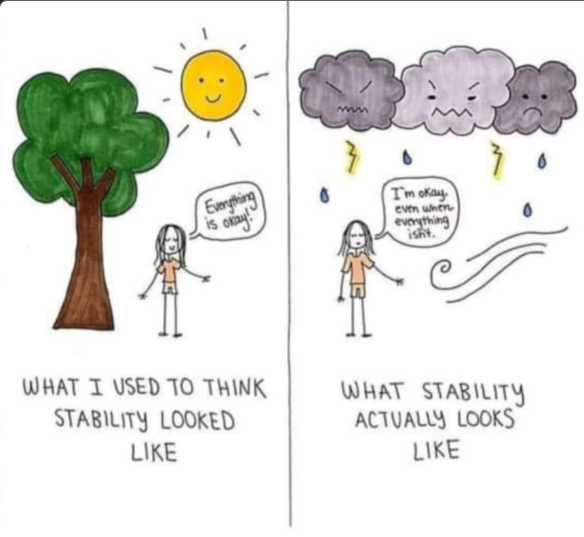 Everything
is okay!
WHAT I USED TO THINK
STABILITY LOOKED
LIKE
I'm okay,
even when
everything
isn't.
WHAT STABILITY
ACTUALLY LOOKS
LIKE